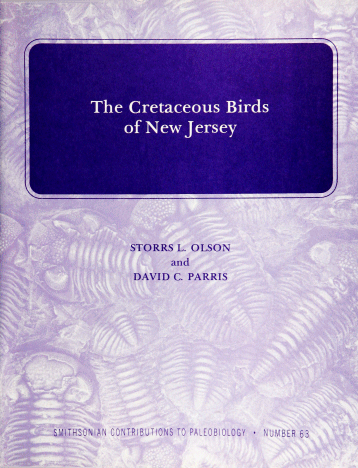 The Cretaceous Birds
of New Jersey
STORRS L. OLSON
and
DAVID C. PARRIS
SMITHSONIAN CONTRIBUTIONS TO PALEOBIOLOGY • NUMBER 63